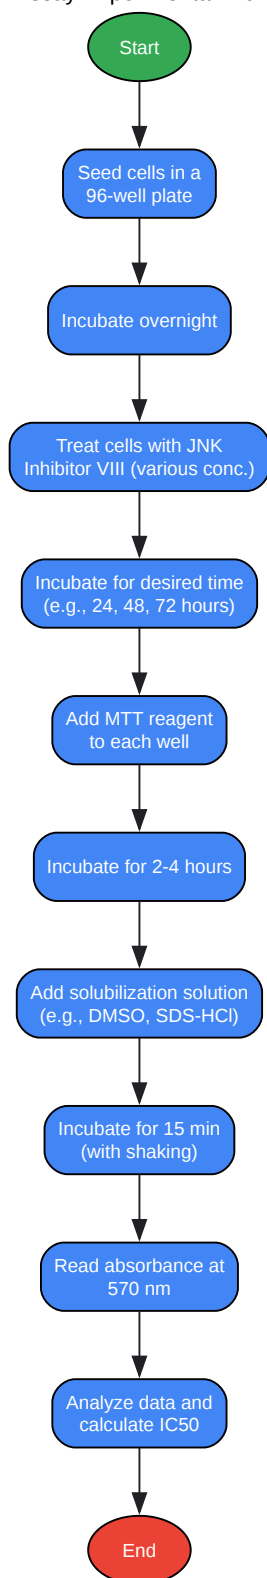 Start
Seed cells in a
96-well plate
Incubate overnight
Treat cells with JNK
Inhibitor VIII (various conc.)
Incubate for desired time
(e.g., 24, 48, 72 hours)
Add MTT reagent
to each well
Incubate for 2-4 hours
Add solubilization solution
(e.g., DMSO, SDS-HCl)
Incubate for 15 min
(with shaking)
Read absorbance at
570 nm
Analyze data and
calculate IC50
End